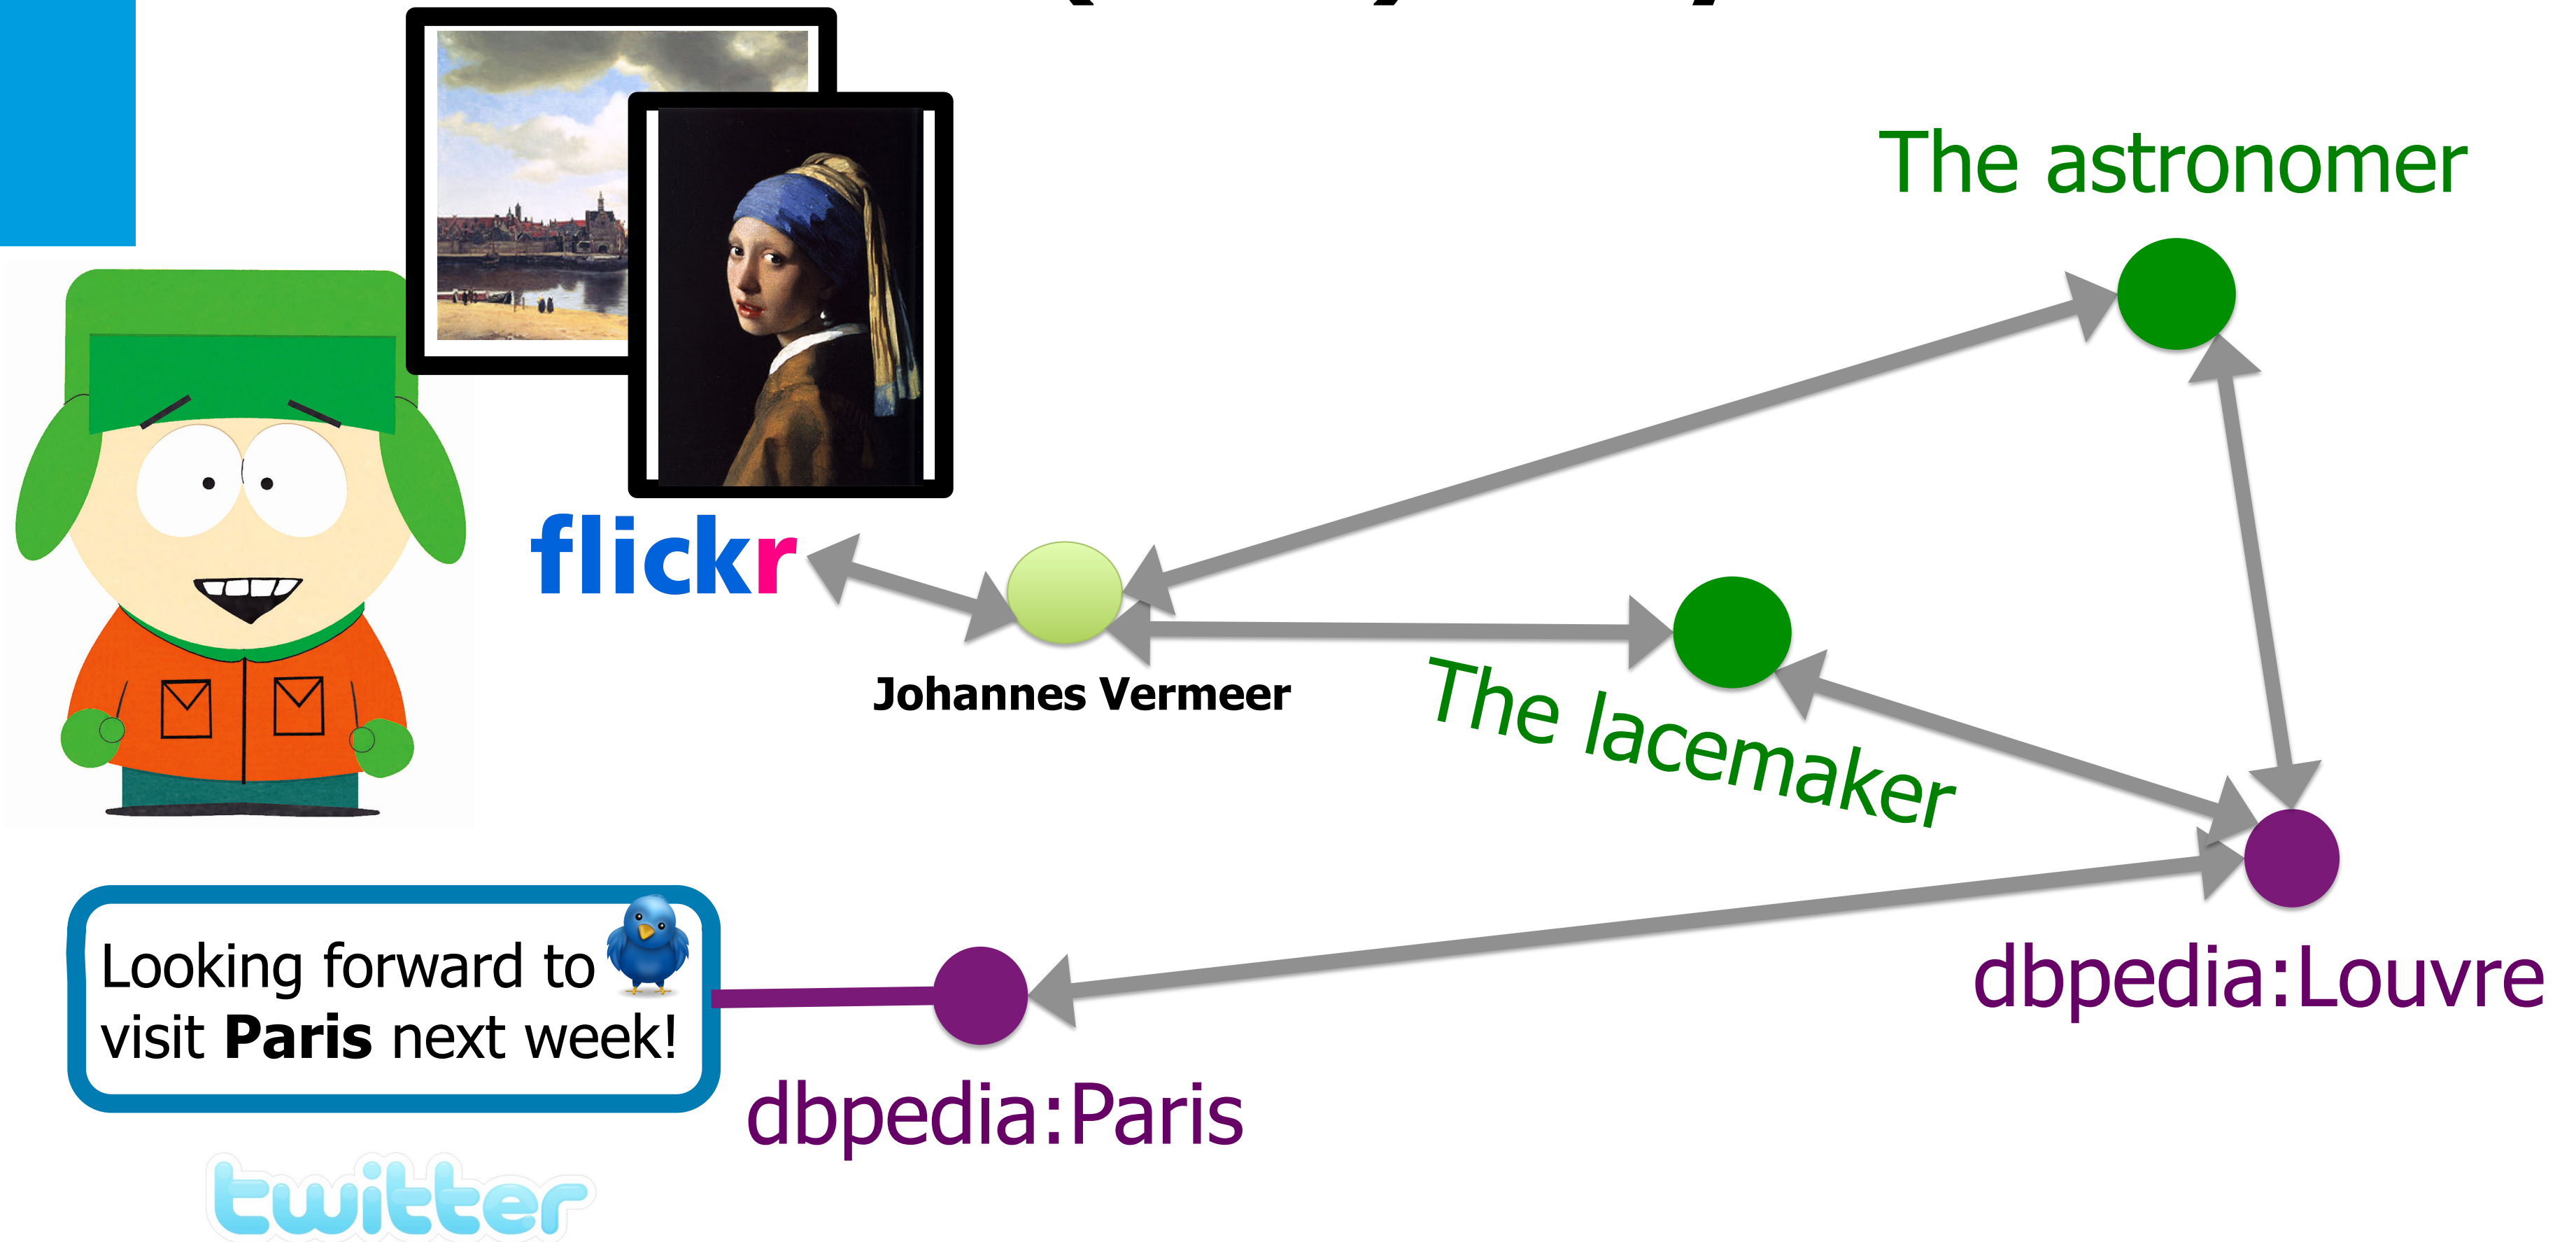 The astronomer
flickr
Johannes Vermeer
The lacemaker
Looking forward to
visit Paris next week!
dbpedia:Louvre
dbpedia:Paris
twitter